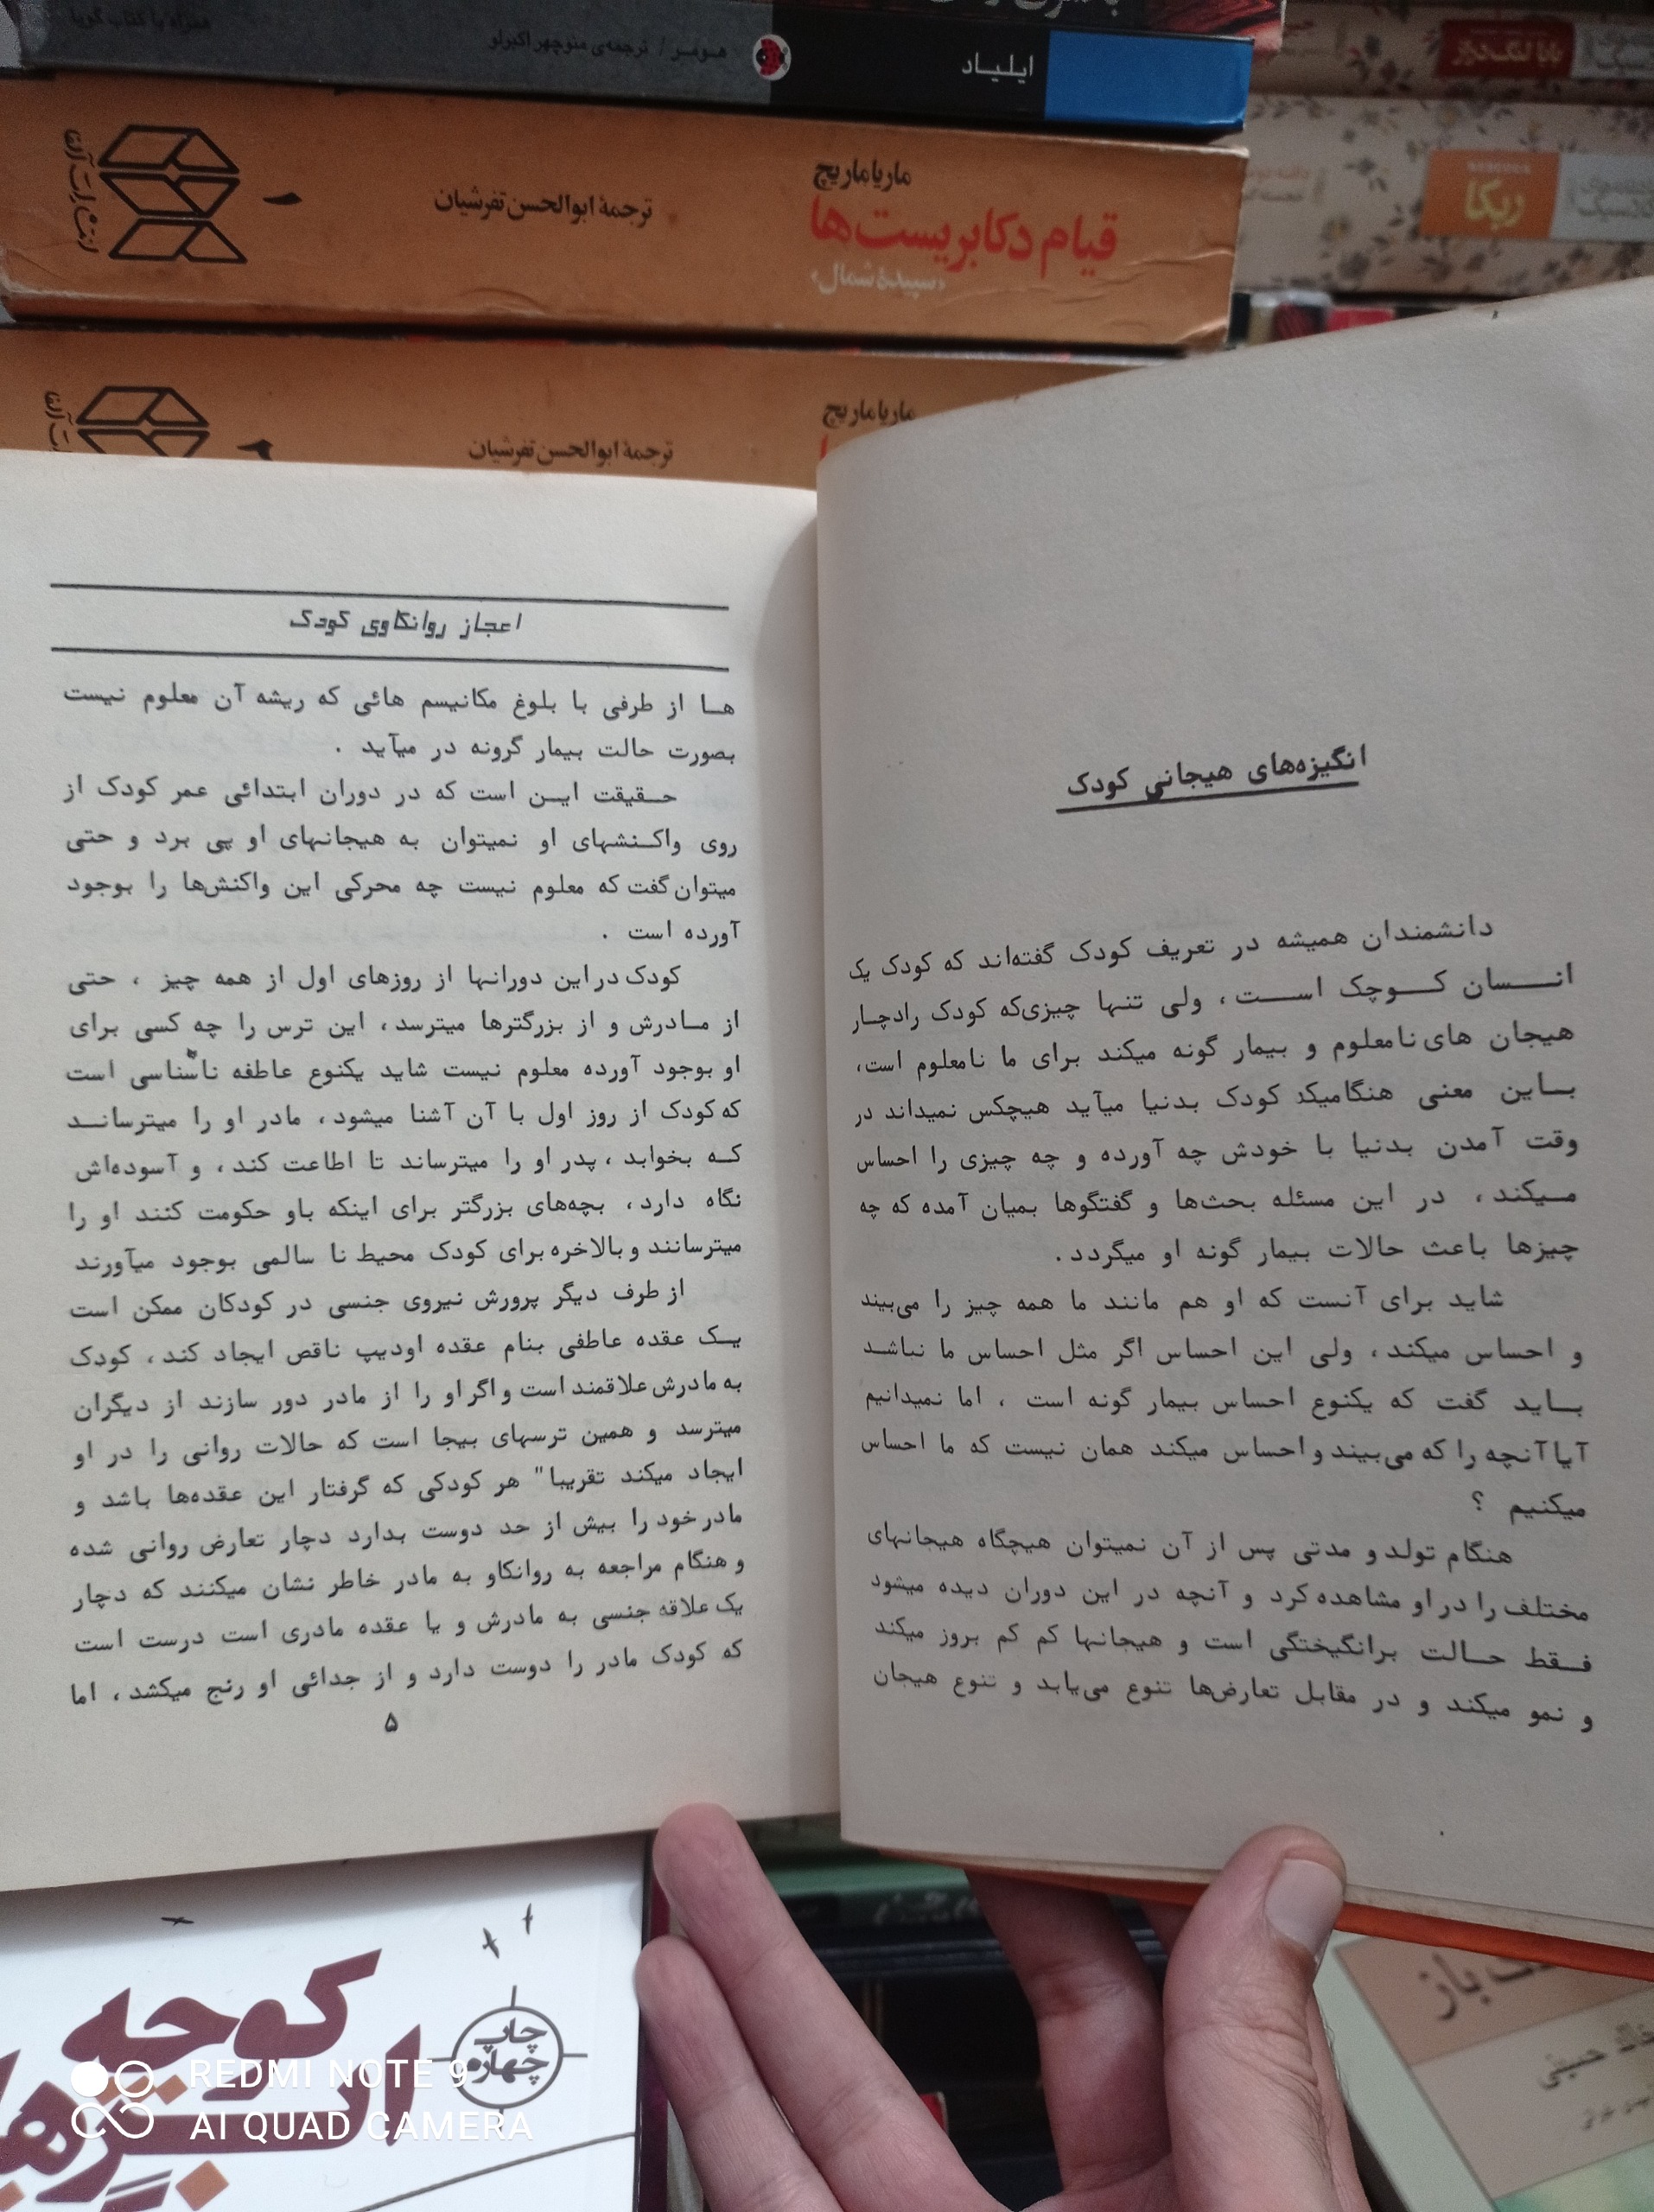 ایلیاد
هومر / ترجمه‌ی منوچهر اکبرلو
همراه با کتاب گویا
بابا لنگ‌دراز
ربکا
ماریا ماریچ
قیام دکابریست‌ها
«سپیدهٔ شمال»
ترجمهٔ ابوالحسن تفرشیان
۱
ماریا ماریچ
ترجمهٔ ابوالحسن تفرشیان
۲
انگیزه‌های هیجانی کودک
دانشمندان همیشه در تعریف کودک گفته‌اند که کودک یک
انسان کوچک است، ولی تنها چیزی‌که کودک رادچار
هیجان های نامعلوم و بیمار گونه میکند برای ما نامعلوم است،
باین معنی هنگامیکه کودک بدنیا میآید هیچکس نمیداند در
وقت آمدن بدنیا با خودش چه آورده و چه چیزی را احساس
میکند، در این مسئله بحث‌ها و گفتگوها بمیان آمده که چه
چیزها باعث حالات بیمار گونه او میگردد.
شاید برای آنست که او هم مانند ما همه چیز را می‌بیند
و احساس میکند، ولی این احساس اگر مثل احساس ما نباشد
باید گفت که یکنوع احساس بیمار گونه است ، اما نمیدانیم
آیا آنچه را که می‌بیند و احساس میکند همان نیست که ما احساس
میکنیم ؟
هنگام تولد و مدتی پس از آن نمیتوان هیچگاه هیجانهای
مختلف را در او مشاهده کرد و آنچه در این دوران دیده میشود
فقط حالت برانگیختگی است و هیجانها کم کم بروز میکند
و نمو میکند و در مقابل تعارض‌ها تنوع می‌یابد و تنوع هیجان
اعجاز روانکاوی کودک
ها از طرفی با بلوغ مکانیسم هائی که ریشه آن معلوم نیست
بصورت حالت بیمار گرونه در میآید .
حقیقت این است که در دوران ابتدائی عمر کودک از
روی واکنشهای او نمیتوان به هیجانهای او پی برد و حتی
میتوان گفت که معلوم نیست چه محرکی این واکنش‌ها را بوجود
آورده است .
کودک در این دورانها از روزهای اول از همه چیز ، حتی
از مادرش و از بزرگترها میترسد، این ترس را چه کسی برای
او بوجود آورده معلوم نیست شاید یکنوع عاطفه ناشناسی است
که کودک از روز اول با آن آشنا میشود، مادر او را میترساند
که بخوابد ، پدر او را میترساند تا اطاعت کند ، و آسوده‌اش
نگاه دارد، بچه‌های بزرگتر برای اینکه باو حکومت کنند او را
میترسانند و بالاخره برای کودک محیط نا سالمی بوجود میآورند
از طرف دیگر پرورش نیروی جنسی در کودکان ممکن است
یک عقده عاطفی بنام عقده اودیپ ناقص ایجاد کند، کودک
به مادرش علاقمند است و اگر او را از مادر دور سازند از دیگران
میترسد و همین ترسهای بیجا است که حالات روانی را در او
ایجاد میکند تقریبا" هر کودکی که گرفتار این عقده‌ها باشد و
مادر خود را بیش از حد دوست بدارد دچار تعارض روانی شده
و هنگام مراجعه به روانکاو به مادر خاطر نشان میکنند که دچار
یک علاقه جنسی به مادرش و یا عقده مادری است درست است
که کودک مادر را دوست دارد و از جدائی او رنج میکشد، اما
۵
کوچه
چاپ
چهارم
خالد حسینی
REDMI NOTE 9
AI QUAD CAMERA